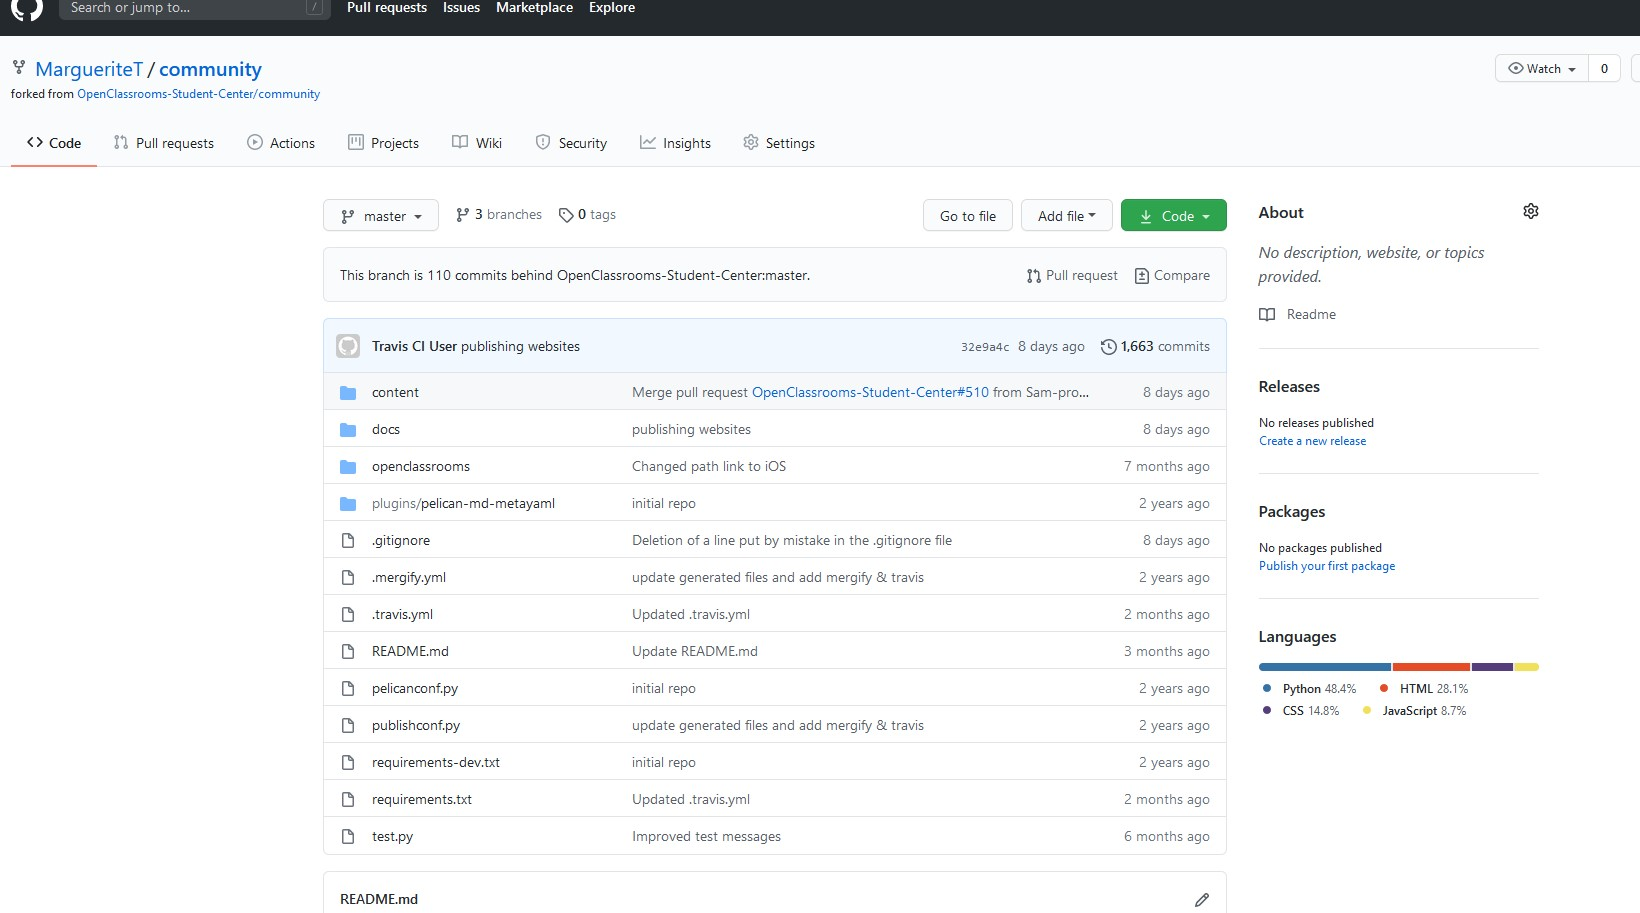 Search or jump to... /
Pull requests Issues Marketplace Explore
MargueriteT / community
Watch 0
forked from OpenClassrooms-Student-Center/community
Code Pull requests Actions Projects Wiki Security Insights Settings
master 3 branches 0 tags Go to file Add file Code
This branch is 110 commits behind OpenClassrooms-Student-Center:master. Pull request Compare
Travis CI User publishing websites 32e9a4c 8 days ago 1,663 commits
content Merge pull request OpenClassrooms-Student-Center#510 from Sam-pro... 8 days ago
docs publishing websites 8 days ago
openclassrooms Changed path link to iOS 7 months ago
plugins/pelican-md-metayaml initial repo 2 years ago
.gitignore Deletion of a line put by mistake in the .gitignore file 8 days ago
.mergify.yml update generated files and add mergify & travis 2 years ago
.travis.yml Updated .travis.yml 2 months ago
README.md Update README.md 3 months ago
pelicanconf.py initial repo 2 years ago
publishconf.py update generated files and add mergify & travis 2 years ago
requirements-dev.txt initial repo 2 years ago
requirements.txt Updated .travis.yml 2 months ago
test.py Improved test messages 6 months ago
README.md
About
No description, website, or topics
provided.
Readme
Releases
No releases published
Create a new release
Packages
No packages published
Publish your first package
Languages
Python 48.4% HTML 28.1%
CSS 14.8% JavaScript 8.7%